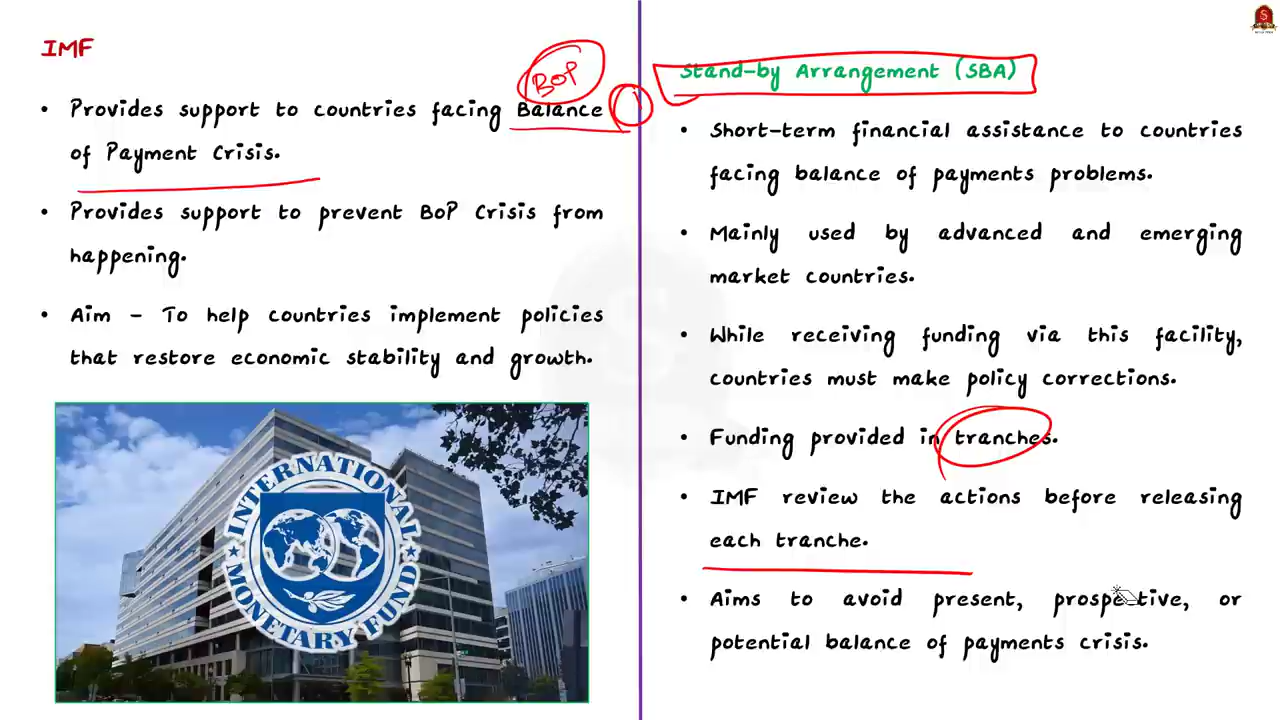 IMF
BOP
• Provides support to countries facing Balance
of Payment Crisis.
• Provides support to prevent BoP Crisis from
happening.
• Aim - To help countries implement policies
that restore economic stability and growth.
INTERNATIONAL
MONETARY FUND
Stand-by Arrangement (SBA)
• Short-term financial assistance to countries
facing balance of payments problems.
• Mainly used by advanced and emerging
market countries.
• While receiving funding via this facility,
countries must make policy corrections.
• Funding provided in tranches.
• IMF review the actions before releasing
each tranche.
• Aims to avoid present, prospective, or
potential balance of payments crisis.